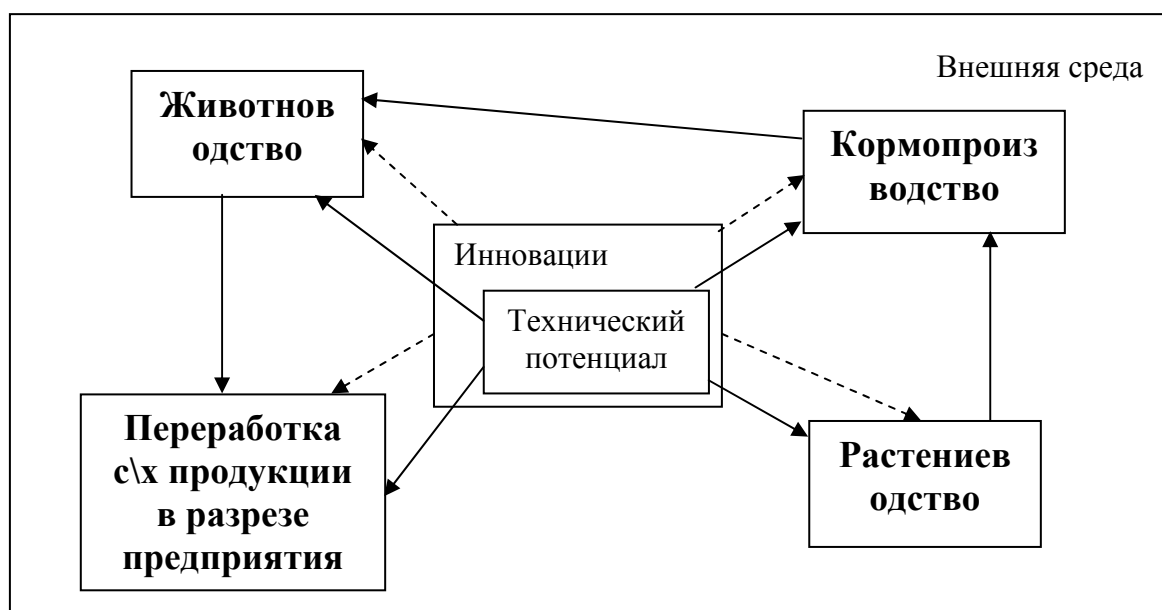 Внешняя среда
Животнов
одство
Кормопроиз
водство
Инновации
Технический
потенциал
Переработка
с\х продукции
в разрезе
предприятия
Растениев
одство